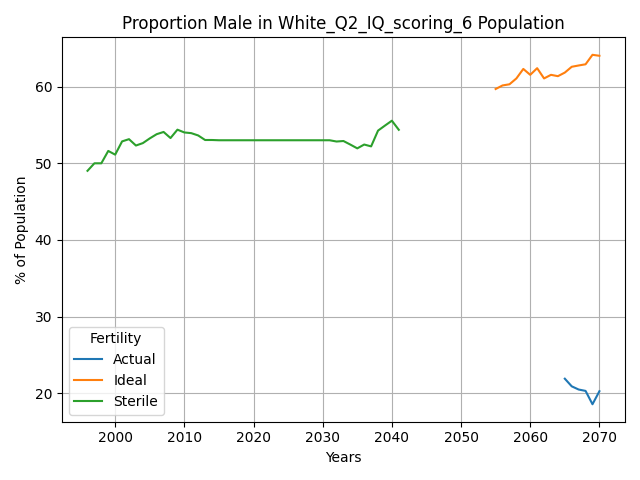 Proportion Male in White_Q2_IQ_scoring_6 Population
% of Population
60
50
40
30
20
Fertility
Actual
Ideal
Sterile
2000
2010
2020
2030
2040
2050
2060
2070
Years